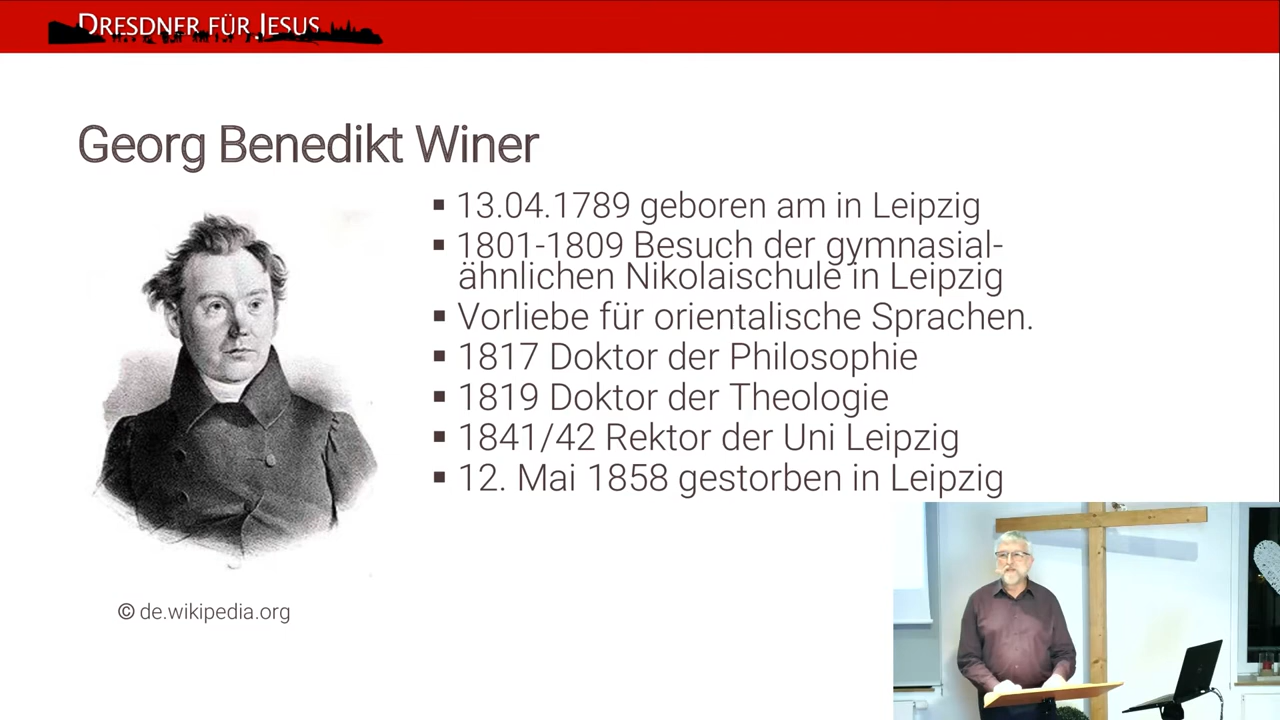 DRESDNER FÜR JESUS
Georg Benedikt Winer
▪ 13.04.1789 geboren am in Leipzig
▪ 1801-1809 Besuch der gymnasial-
ähnlichen Nikolaischule in Leipzig
▪ Vorliebe für orientalische Sprachen.
▪ 1817 Doktor der Philosophie
▪ 1819 Doktor der Theologie
▪ 1841/42 Rektor der Uni Leipzig
▪ 12. Mai 1858 gestorben in Leipzig
© de.wikipedia.org